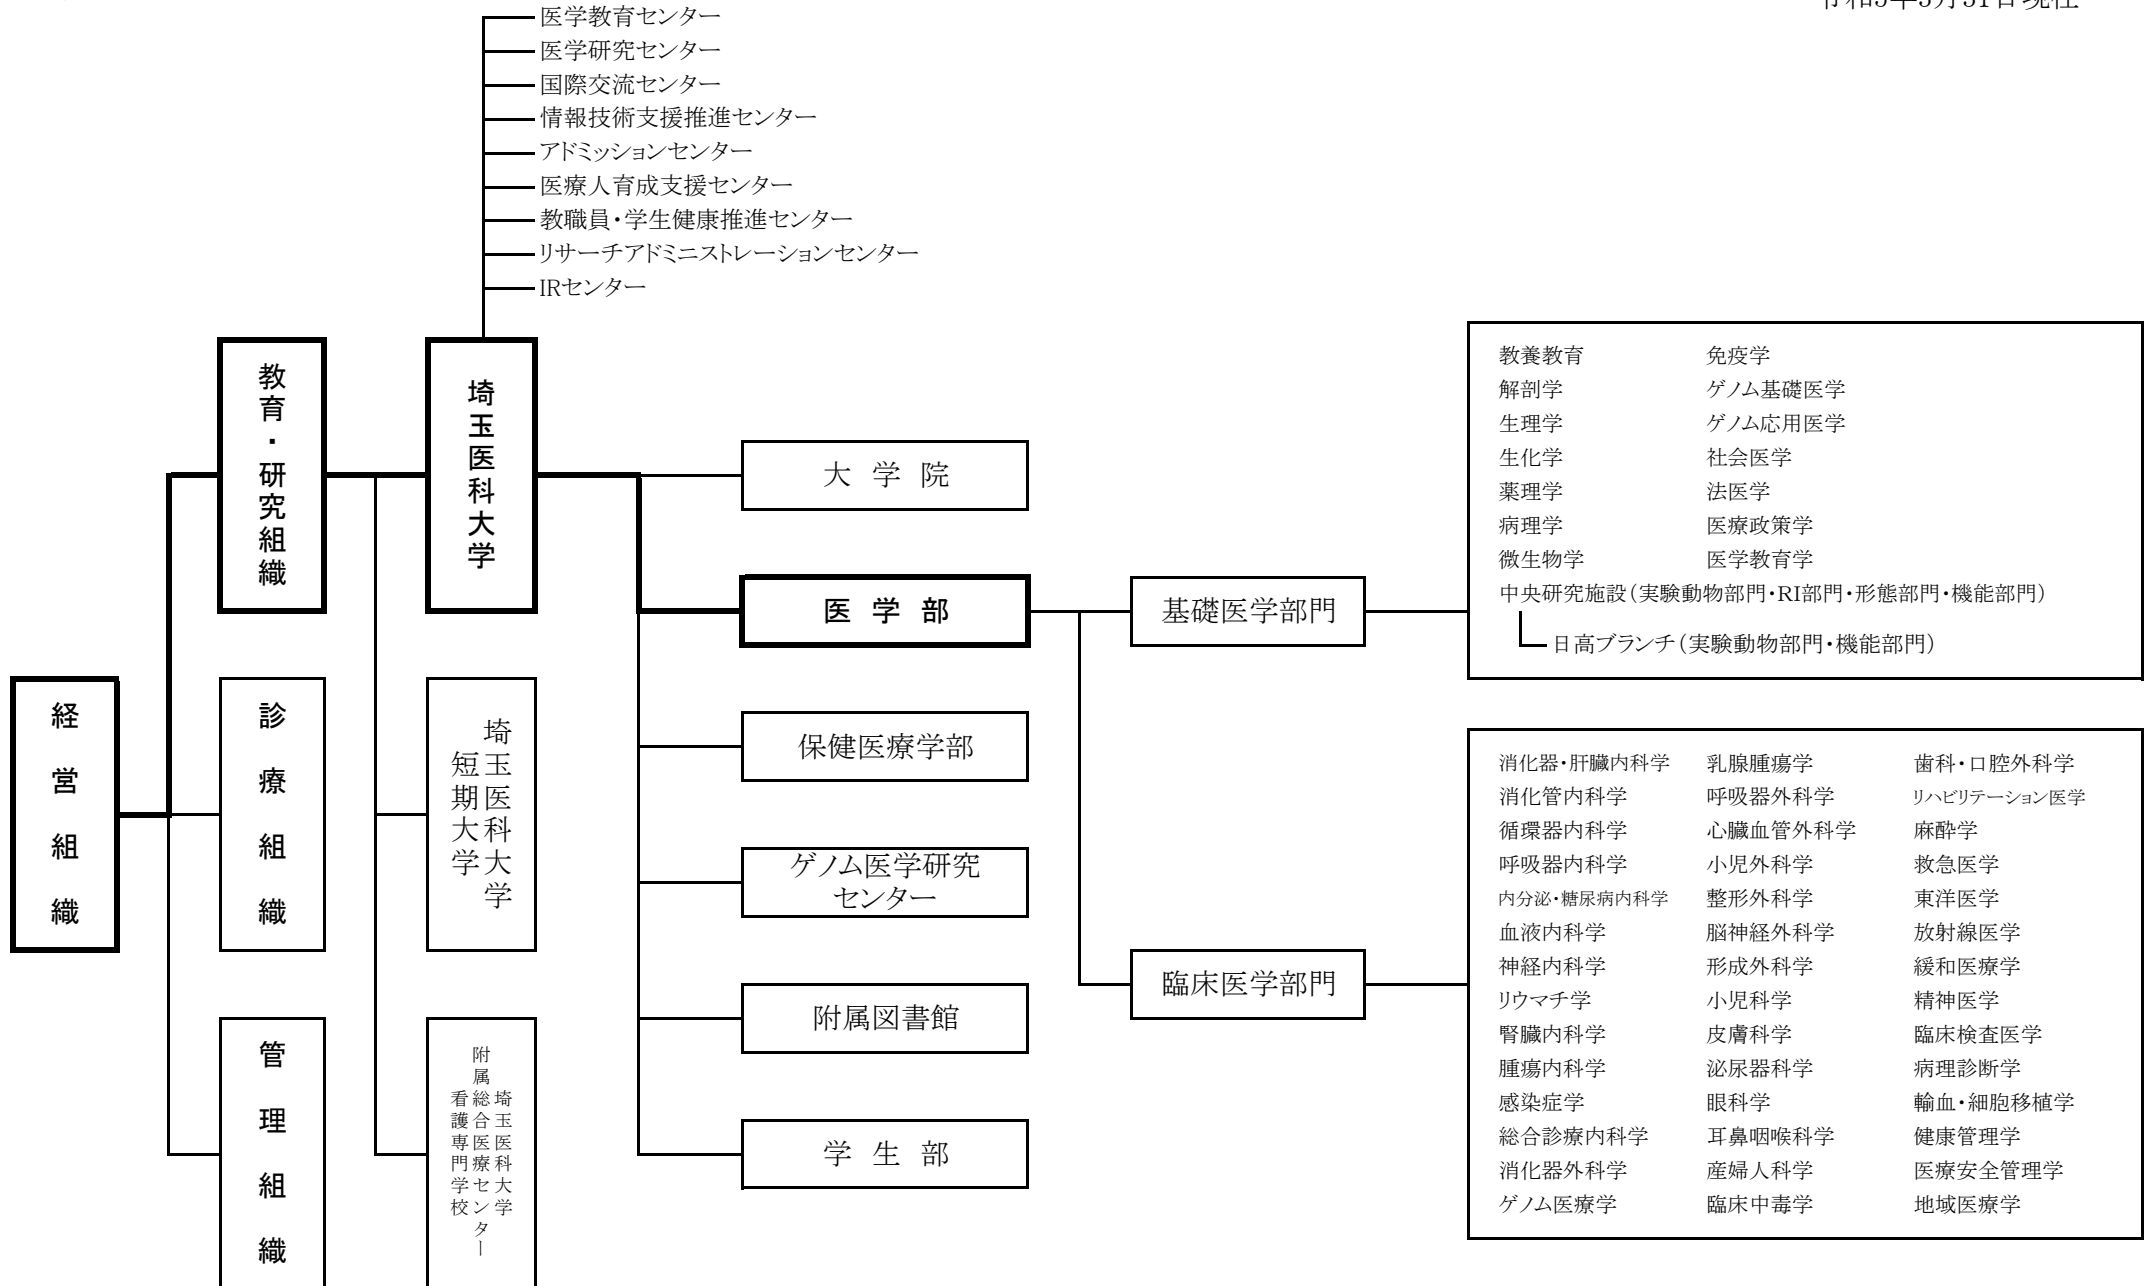 令和5年3月31日現在
医学教育センター
医学研究センター
国際交流センター
情報技術支援推進センター
アドミッションセンター
医療人育成支援センター
教職員・学生健康推進センター
リサーチアドミニストレーションセンター
IRセンター
経営組織
教育・研究組織
診療組織
管理組織
埼玉医科大学
埼玉医科大学
短期大学
埼玉医科大学
附属総合医療センター
看護専門学校
大学院
医学部
保健医療学部
ゲノム医学研究
センター
附属図書館
学生部
基礎医学部門
臨床医学部門
教養教育 免疫学
解剖学 ゲノム基礎医学
生理学 ゲノム応用医学
生化学 社会医学
薬理学 法医学
病理学 医療政策学
微生物学 医学教育学
中央研究施設(実験動物部門・RI部門・形態部門・機能部門)
日高ブランチ(実験動物部門・機能部門)
消化器・肝臓内科学 乳腺腫瘍学 歯科・口腔外科学
消化管内科学 呼吸器外科学 リハビリテーション医学
循環器内科学 心臓血管外科学 麻酔学
呼吸器内科学 小児外科学 救急医学
内分泌・糖尿病内科学 整形外科学 東洋医学
血液内科学 脳神経外科学 放射線医学
神経内科学 形成外科学 緩和医療学
リウマチ学 小児科学 精神医学
腎臓内科学 皮膚科学 臨床検査医学
腫瘍内科学 泌尿器科学 病理診断学
感染症学 眼科学 輸血・細胞移植学
総合診療内科学 耳鼻咽喉科学 健康管理学
消化器外科学 産婦人科学 医療安全管理学
ゲノム医療学 臨床中毒学 地域医療学